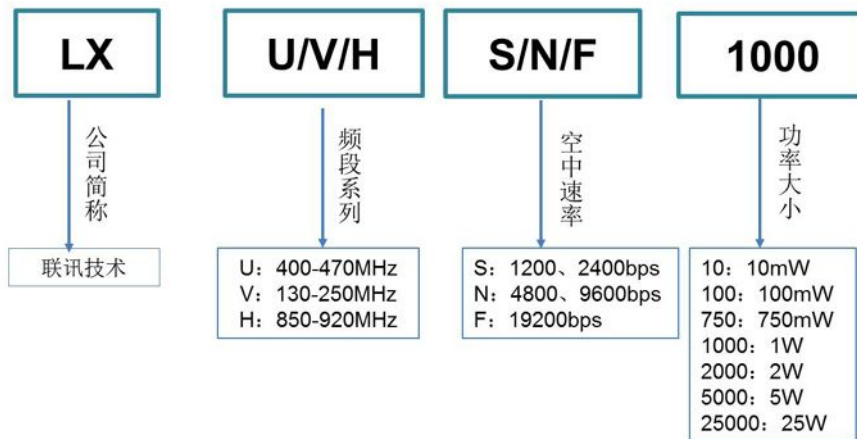 LX
U/V/H
S/N/F
1000
公司简称
频段系列
空中速率
功率大小
联讯技术
U：400-470MHz
V：130-250MHz
H：850-920MHz
S：1200、2400bps
N：4800、9600bps
F：19200bps
10：10mW
100：100mW
750：750mW
1000：1W
2000：2W
5000：5W
25000：25W